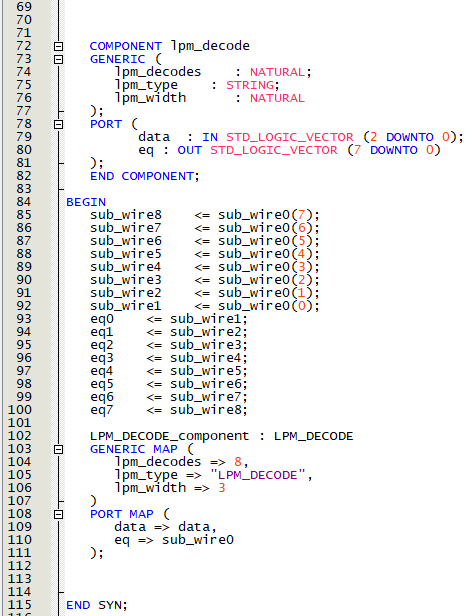 69
70
71
72 COMPONENT lpm_decode
73 GENERIC (
74 lpm_decodes : NATURAL;
75 lpm_type : STRING;
76 lpm_width : NATURAL
77 );
78 PORT (
79 data : IN STD_LOGIC_VECTOR (2 DOWNTO 0);
80 eq : OUT STD_LOGIC_VECTOR (7 DOWNTO 0)
81 );
82 END COMPONENT;
83
84 BEGIN
85 sub_wire8 <= sub_wire0(7);
86 sub_wire7 <= sub_wire0(6);
87 sub_wire6 <= sub_wire0(5);
88 sub_wire5 <= sub_wire0(4);
89 sub_wire4 <= sub_wire0(3);
90 sub_wire3 <= sub_wire0(2);
91 sub_wire2 <= sub_wire0(1);
92 sub_wire1 <= sub_wire0(0);
93 eq0 <= sub_wire1;
94 eq1 <= sub_wire2;
95 eq2 <= sub_wire3;
96 eq3 <= sub_wire4;
97 eq4 <= sub_wire5;
98 eq5 <= sub_wire6;
99 eq6 <= sub_wire7;
100 eq7 <= sub_wire8;
101
102 LPM_DECODE_component : LPM_DECODE
103 GENERIC MAP (
104 lpm_decodes => 8,
105 lpm_type => "LPM_DECODE",
106 lpm_width => 3
107 )
108 PORT MAP (
109 data => data,
110 eq => sub_wire0
111 );
112
113
114
115 END SYN;